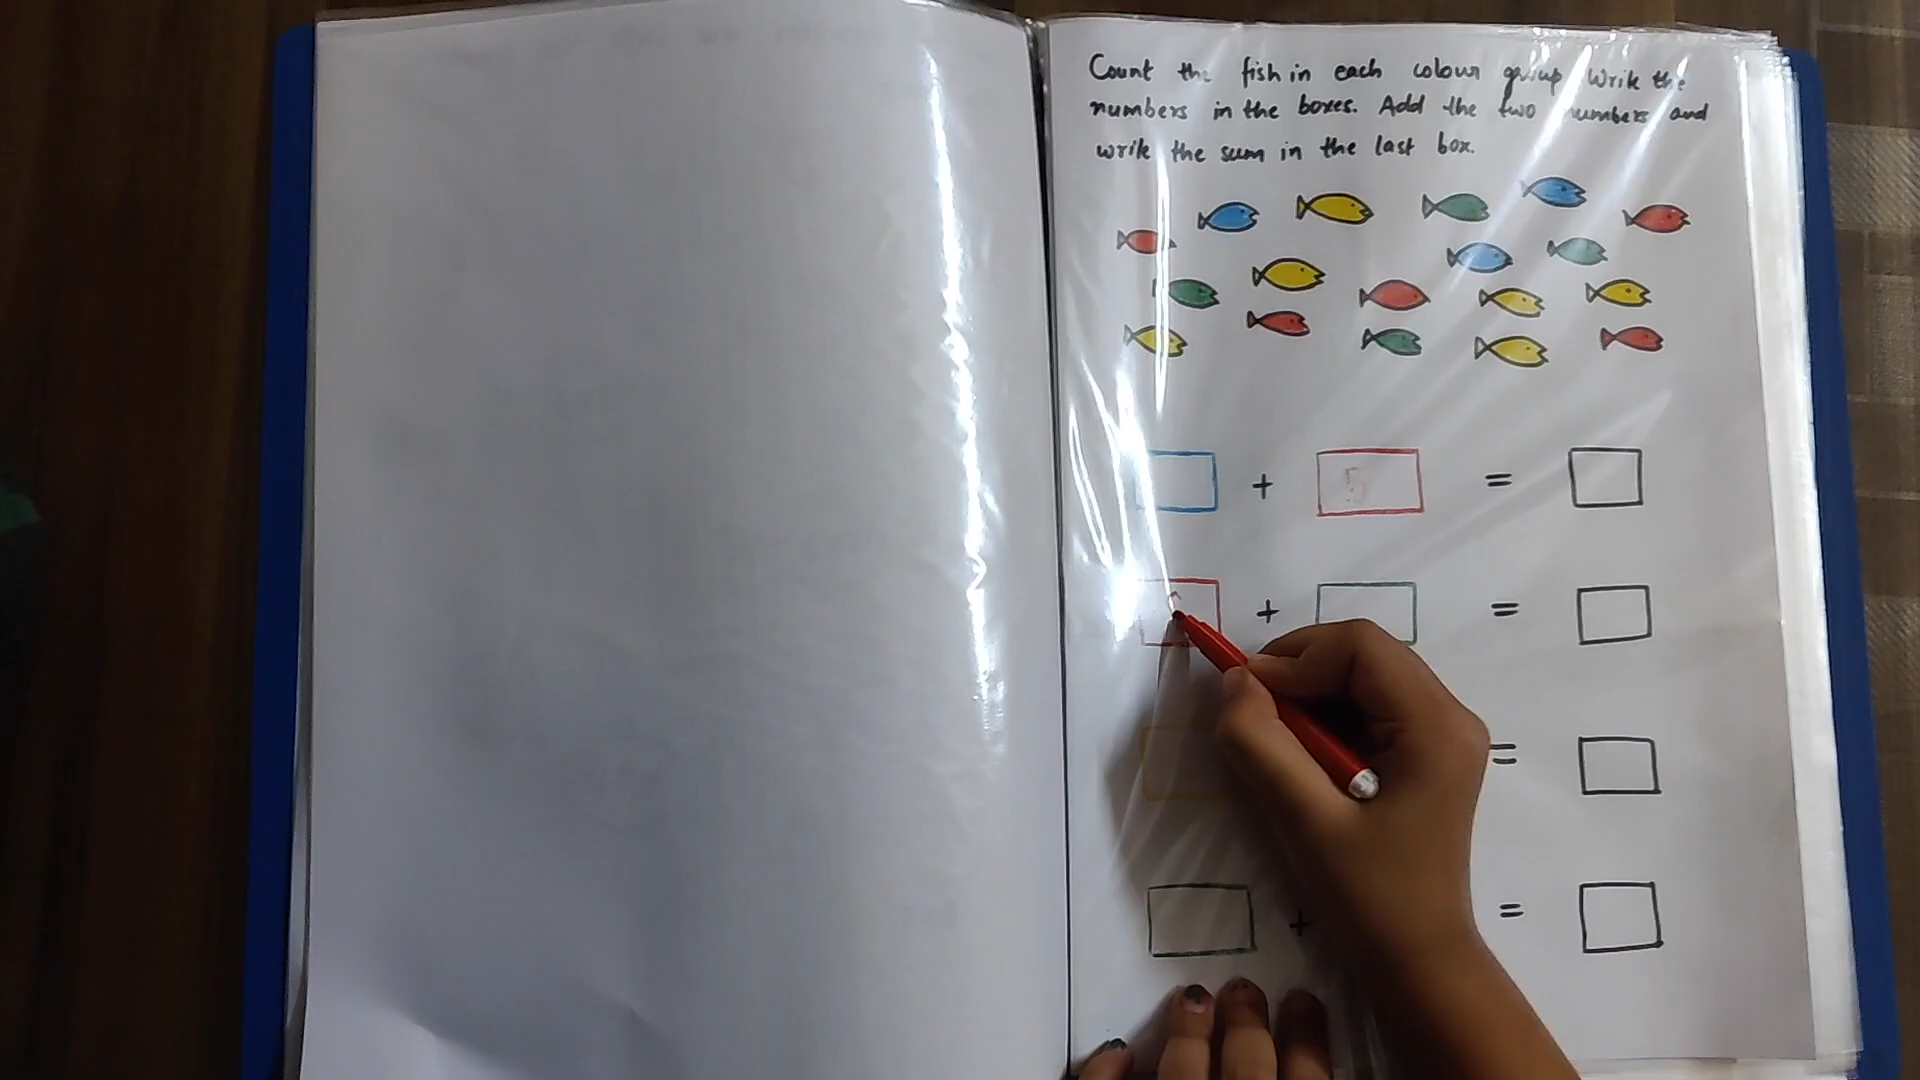 Count the fish in each colour group. Write the
numbers in the boxes. Add the two numbers and
write the sum in the last box.
+ 5 =
+ =
=
+ =